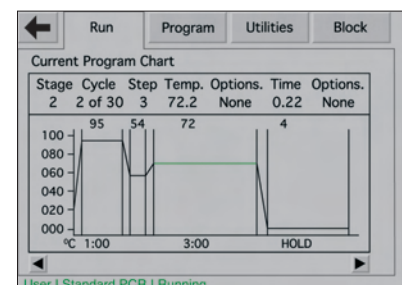 Run Program Utilities Block
Current Program Chart
Stage Cycle Step Temp. Options. Time Options.
2 2 of 30 3 72.2 None 0.22 None
95 54 72 4
100
080
060
040
020
000
ºC 1:00 3:00 HOLD
User | Standard PCR | Running